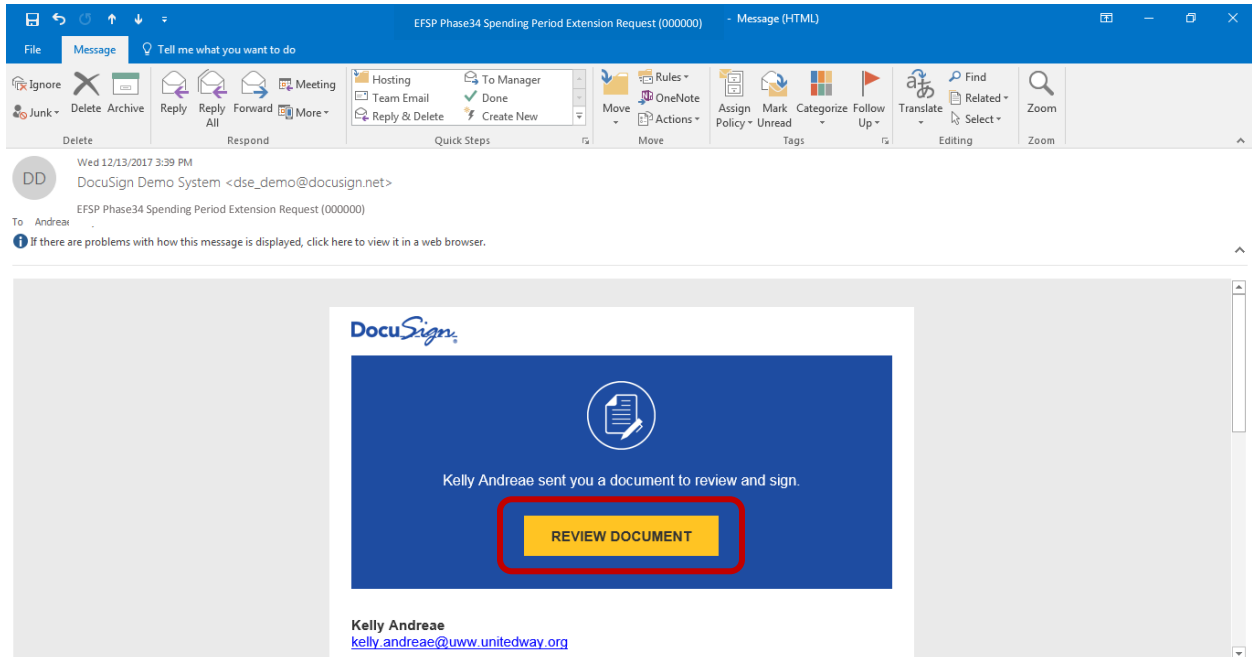 EFSP Phase34 Spending Period Extension Request (000000) - Message (HTML)
File Message Tell me what you want to do
Ignore
Junk
Delete
Archive
Reply
Reply All
Forward
Meeting
More
Hosting
Team Email
Reply & Delete
To Manager
Done
Create New
Move
Rules
OneNote
Actions
Assign Policy
Mark Unread
Categorize
Follow Up
Translate
Find
Related
Select
Zoom
Delete Respond Quick Steps Move Tags Editing Zoom
DD
Wed 12/13/2017 3:39 PM
DocuSign Demo System <dse_demo@docusign.net>
EFSP Phase34 Spending Period Extension Request (000000)
To Andreae
If there are problems with how this message is displayed, click here to view it in a web browser.
DocuSign
Kelly Andreae sent you a document to review and sign.
REVIEW DOCUMENT
Kelly Andreae
kelly.andreae@uww.unitedway.org